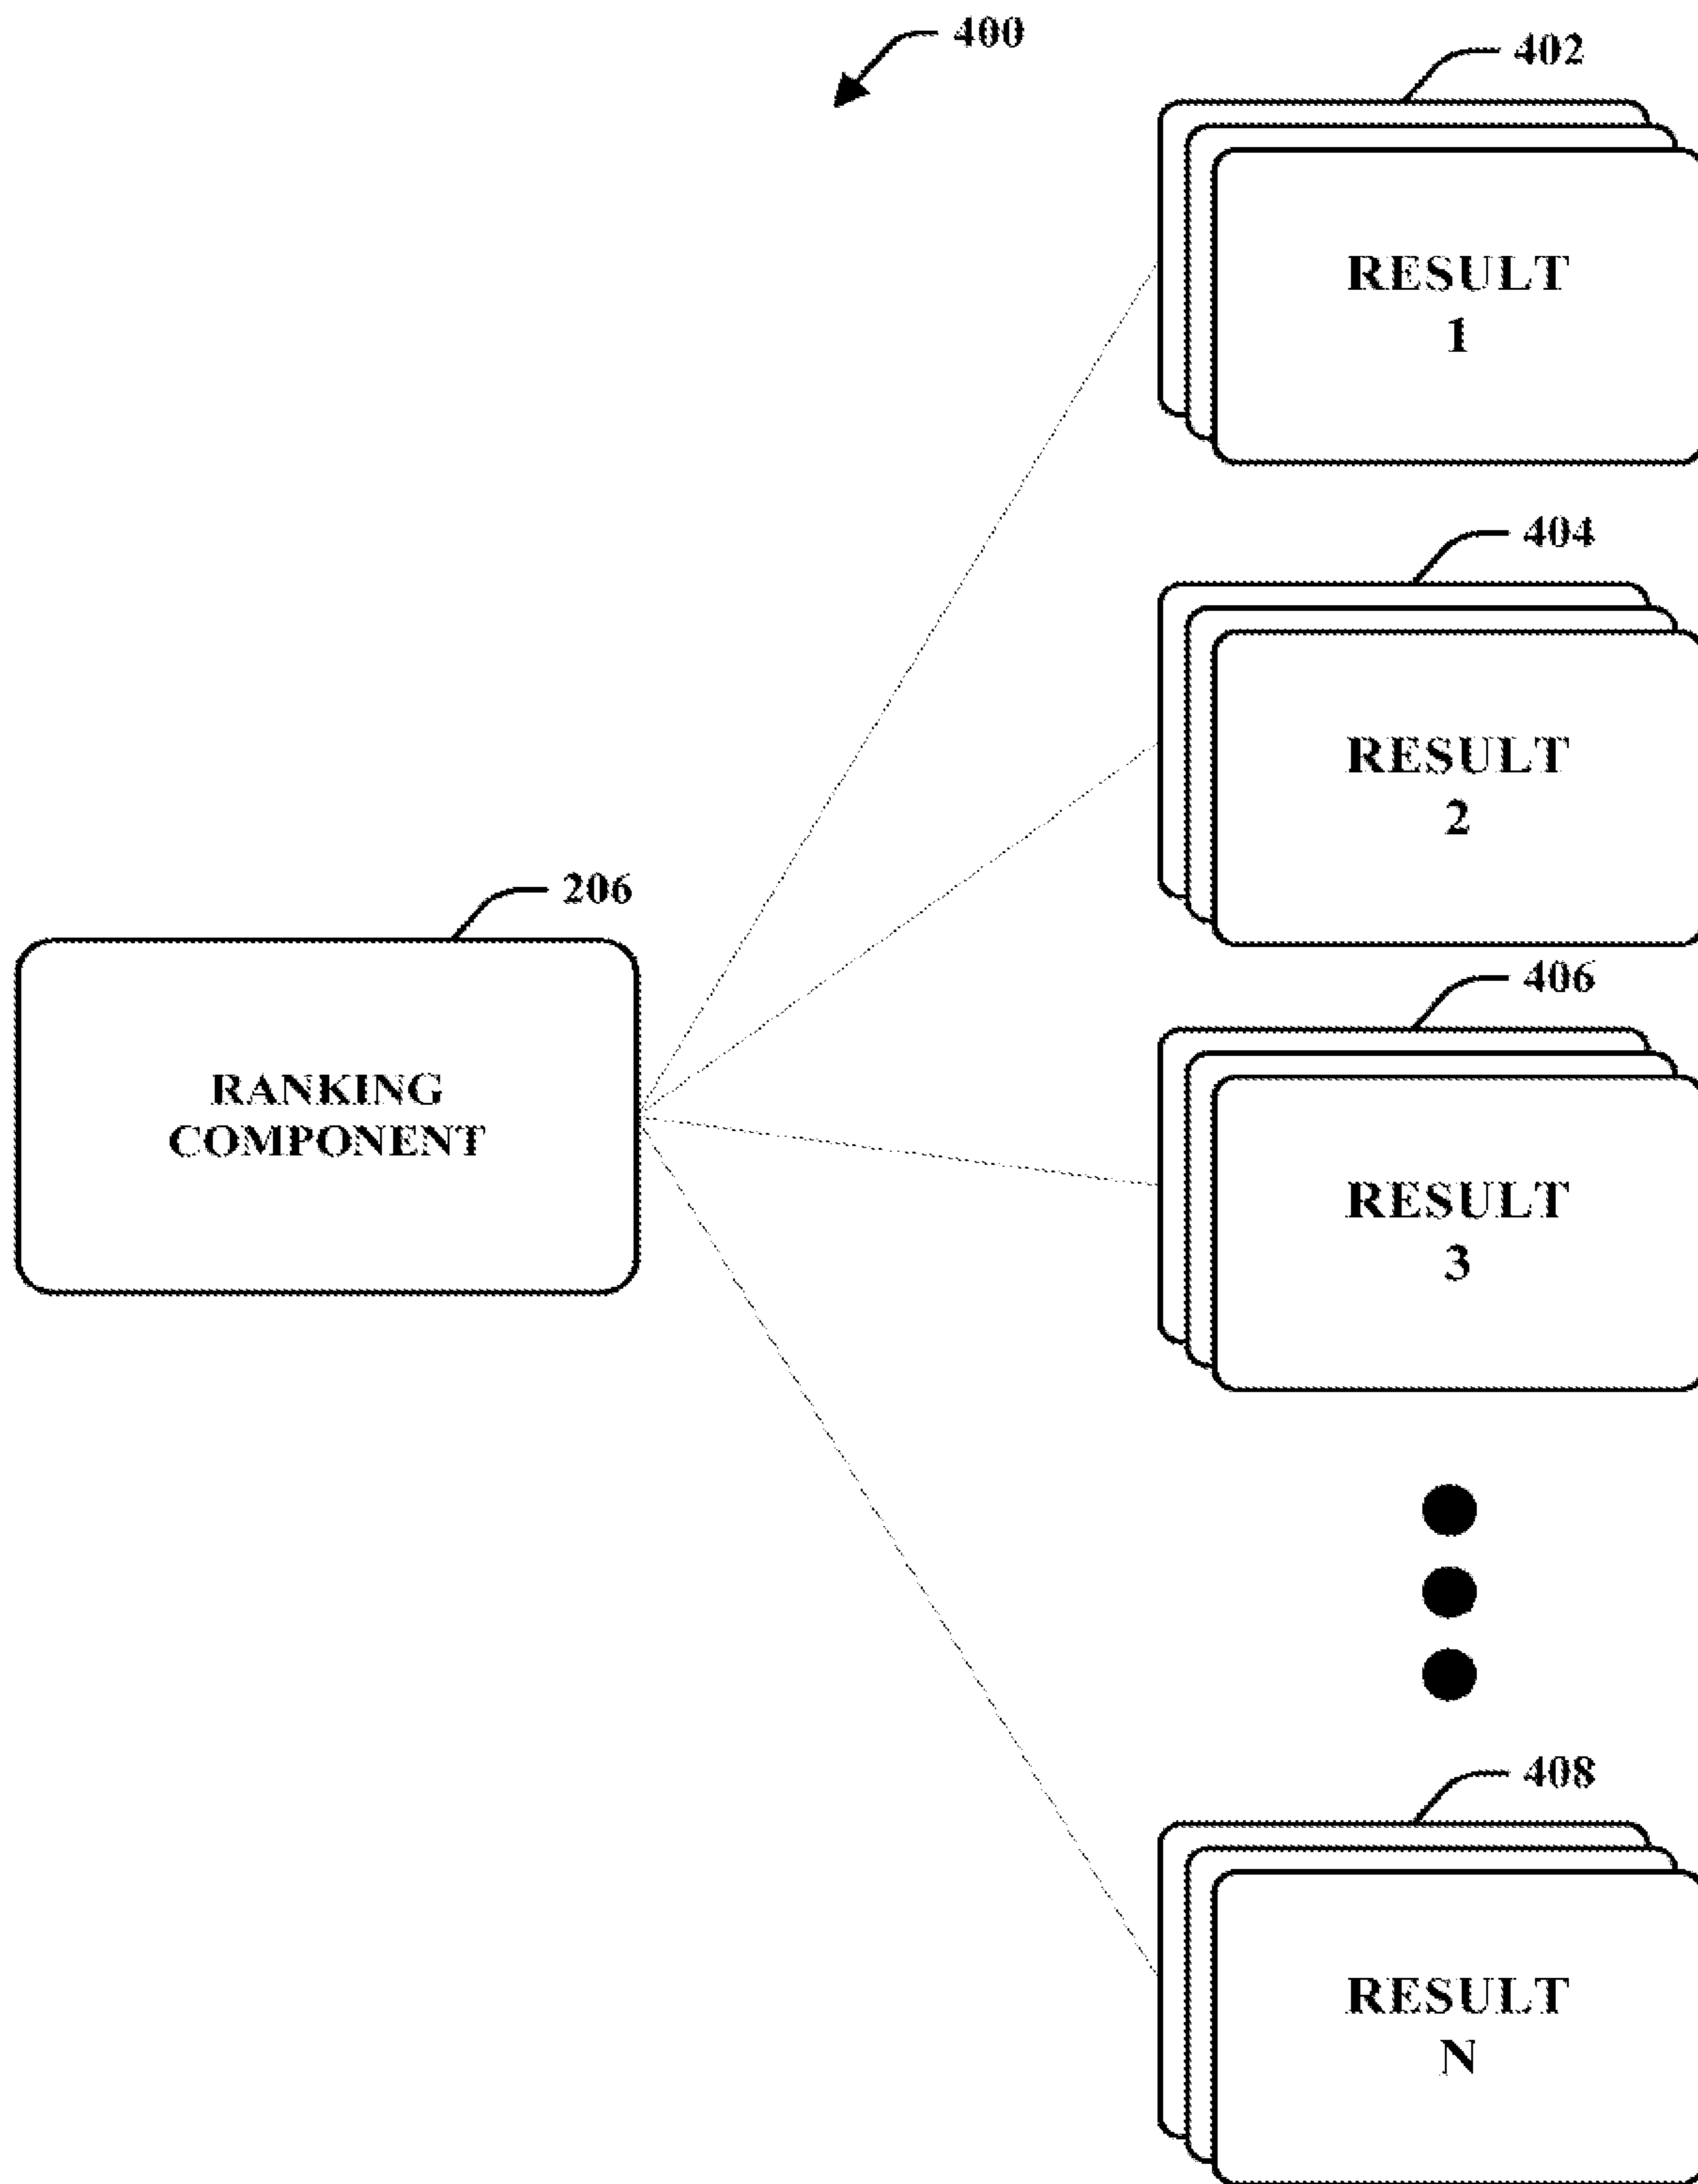 400
402
RESULT
1
404
RESULT
2
206
RANKING
COMPONENT
406
RESULT
3
408
RESULT
N